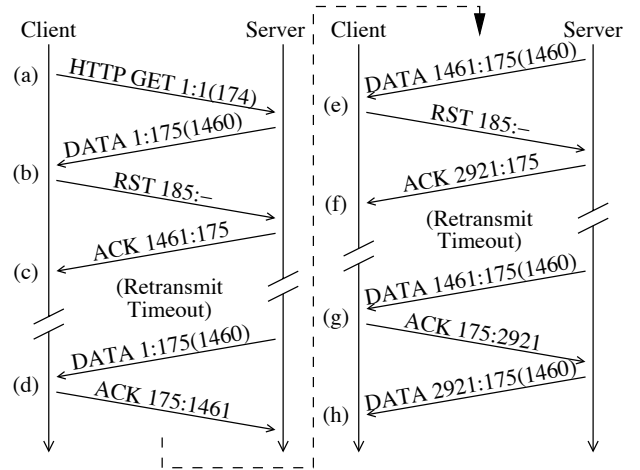 Client
Server
(a)
HTTP GET 1:1(174)
DATA 1:175(1460)
(b)
RST 185:–
ACK 1461:175
(c)
(Retransmit
Timeout)
DATA 1:175(1460)
(d)
ACK 175:1461
Client
Server
DATA 1461:175(1460)
(e)
RST 185:–
ACK 2921:175
(f)
(Retransmit
Timeout)
DATA 1461:175(1460)
(g)
ACK 175:2921
DATA 2921:175(1460)
(h)